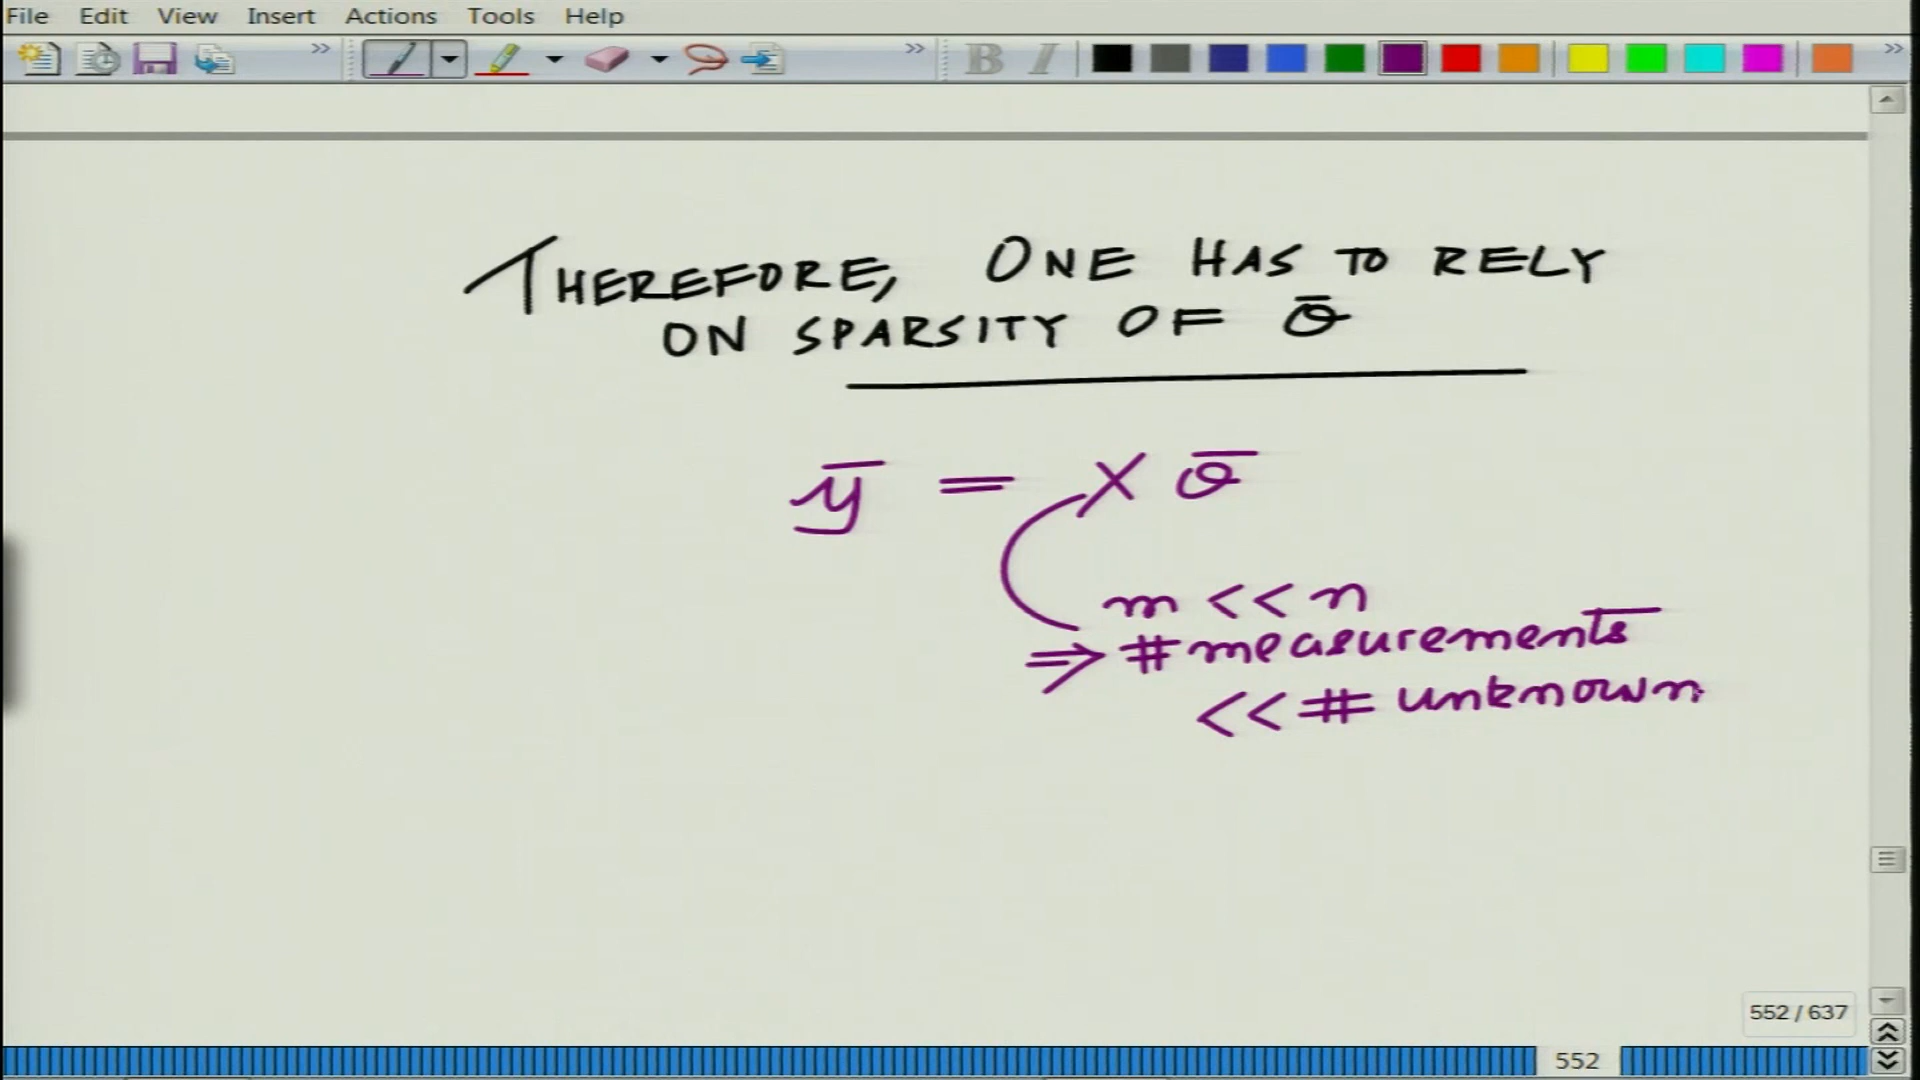 File Edit View Insert Actions Tools Help
B I
THEREFORE, ONE HAS TO RELY
ON SPARSITY OF θ̄
ȳ = X θ̄
m << n
⇒ # measurements
<< # unknown
552 / 637
552